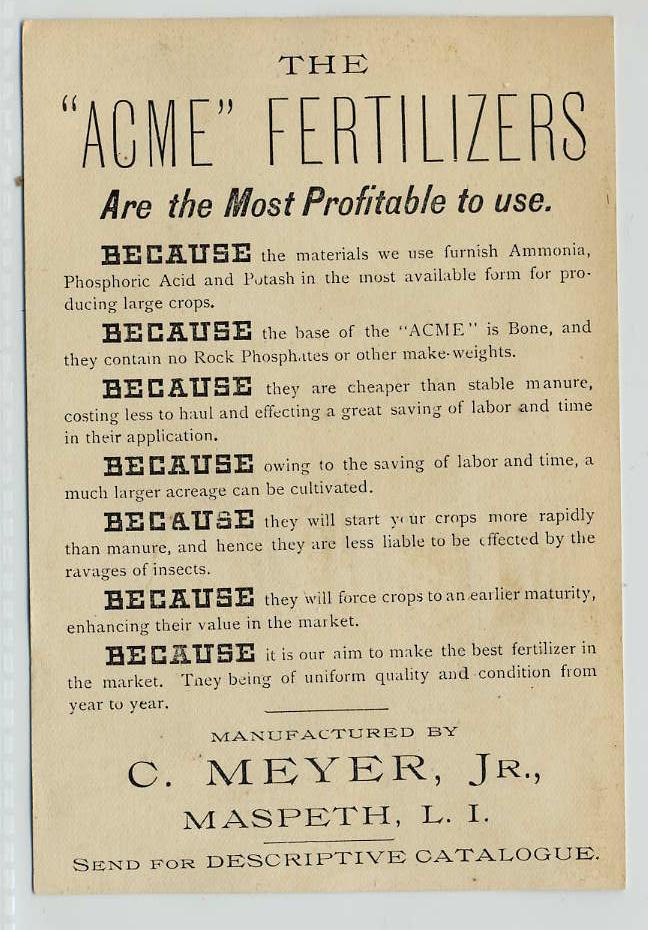 THE
"ACME" FERTILIZERS
Are the Most Profitable to use.
BECAUSE the materials we use furnish Ammonia,
Phosphoric Acid and Potash in the most available form for pro-
ducing large crops.
BECAUSE the base of the "ACME" is Bone, and
they contain no Rock Phosphates or other make-weights.
BECAUSE they are cheaper than stable manure,
costing less to haul and effecting a great saving of labor and time
in their application.
BECAUSE owing to the saving of labor and time, a
much larger acreage can be cultivated.
BECAUSE they will start your crops more rapidly
than manure, and hence they are less liable to be effected by the
ravages of insects.
BECAUSE they will force crops to an earlier maturity,
enhancing their value in the market.
BECAUSE it is our aim to make the best fertilizer in
the market. They being of uniform quality and condition from
year to year.
MANUFACTURED BY
C. MEYER, JR.,
MASPETH, L. I.
SEND FOR DESCRIPTIVE CATALOGUE.